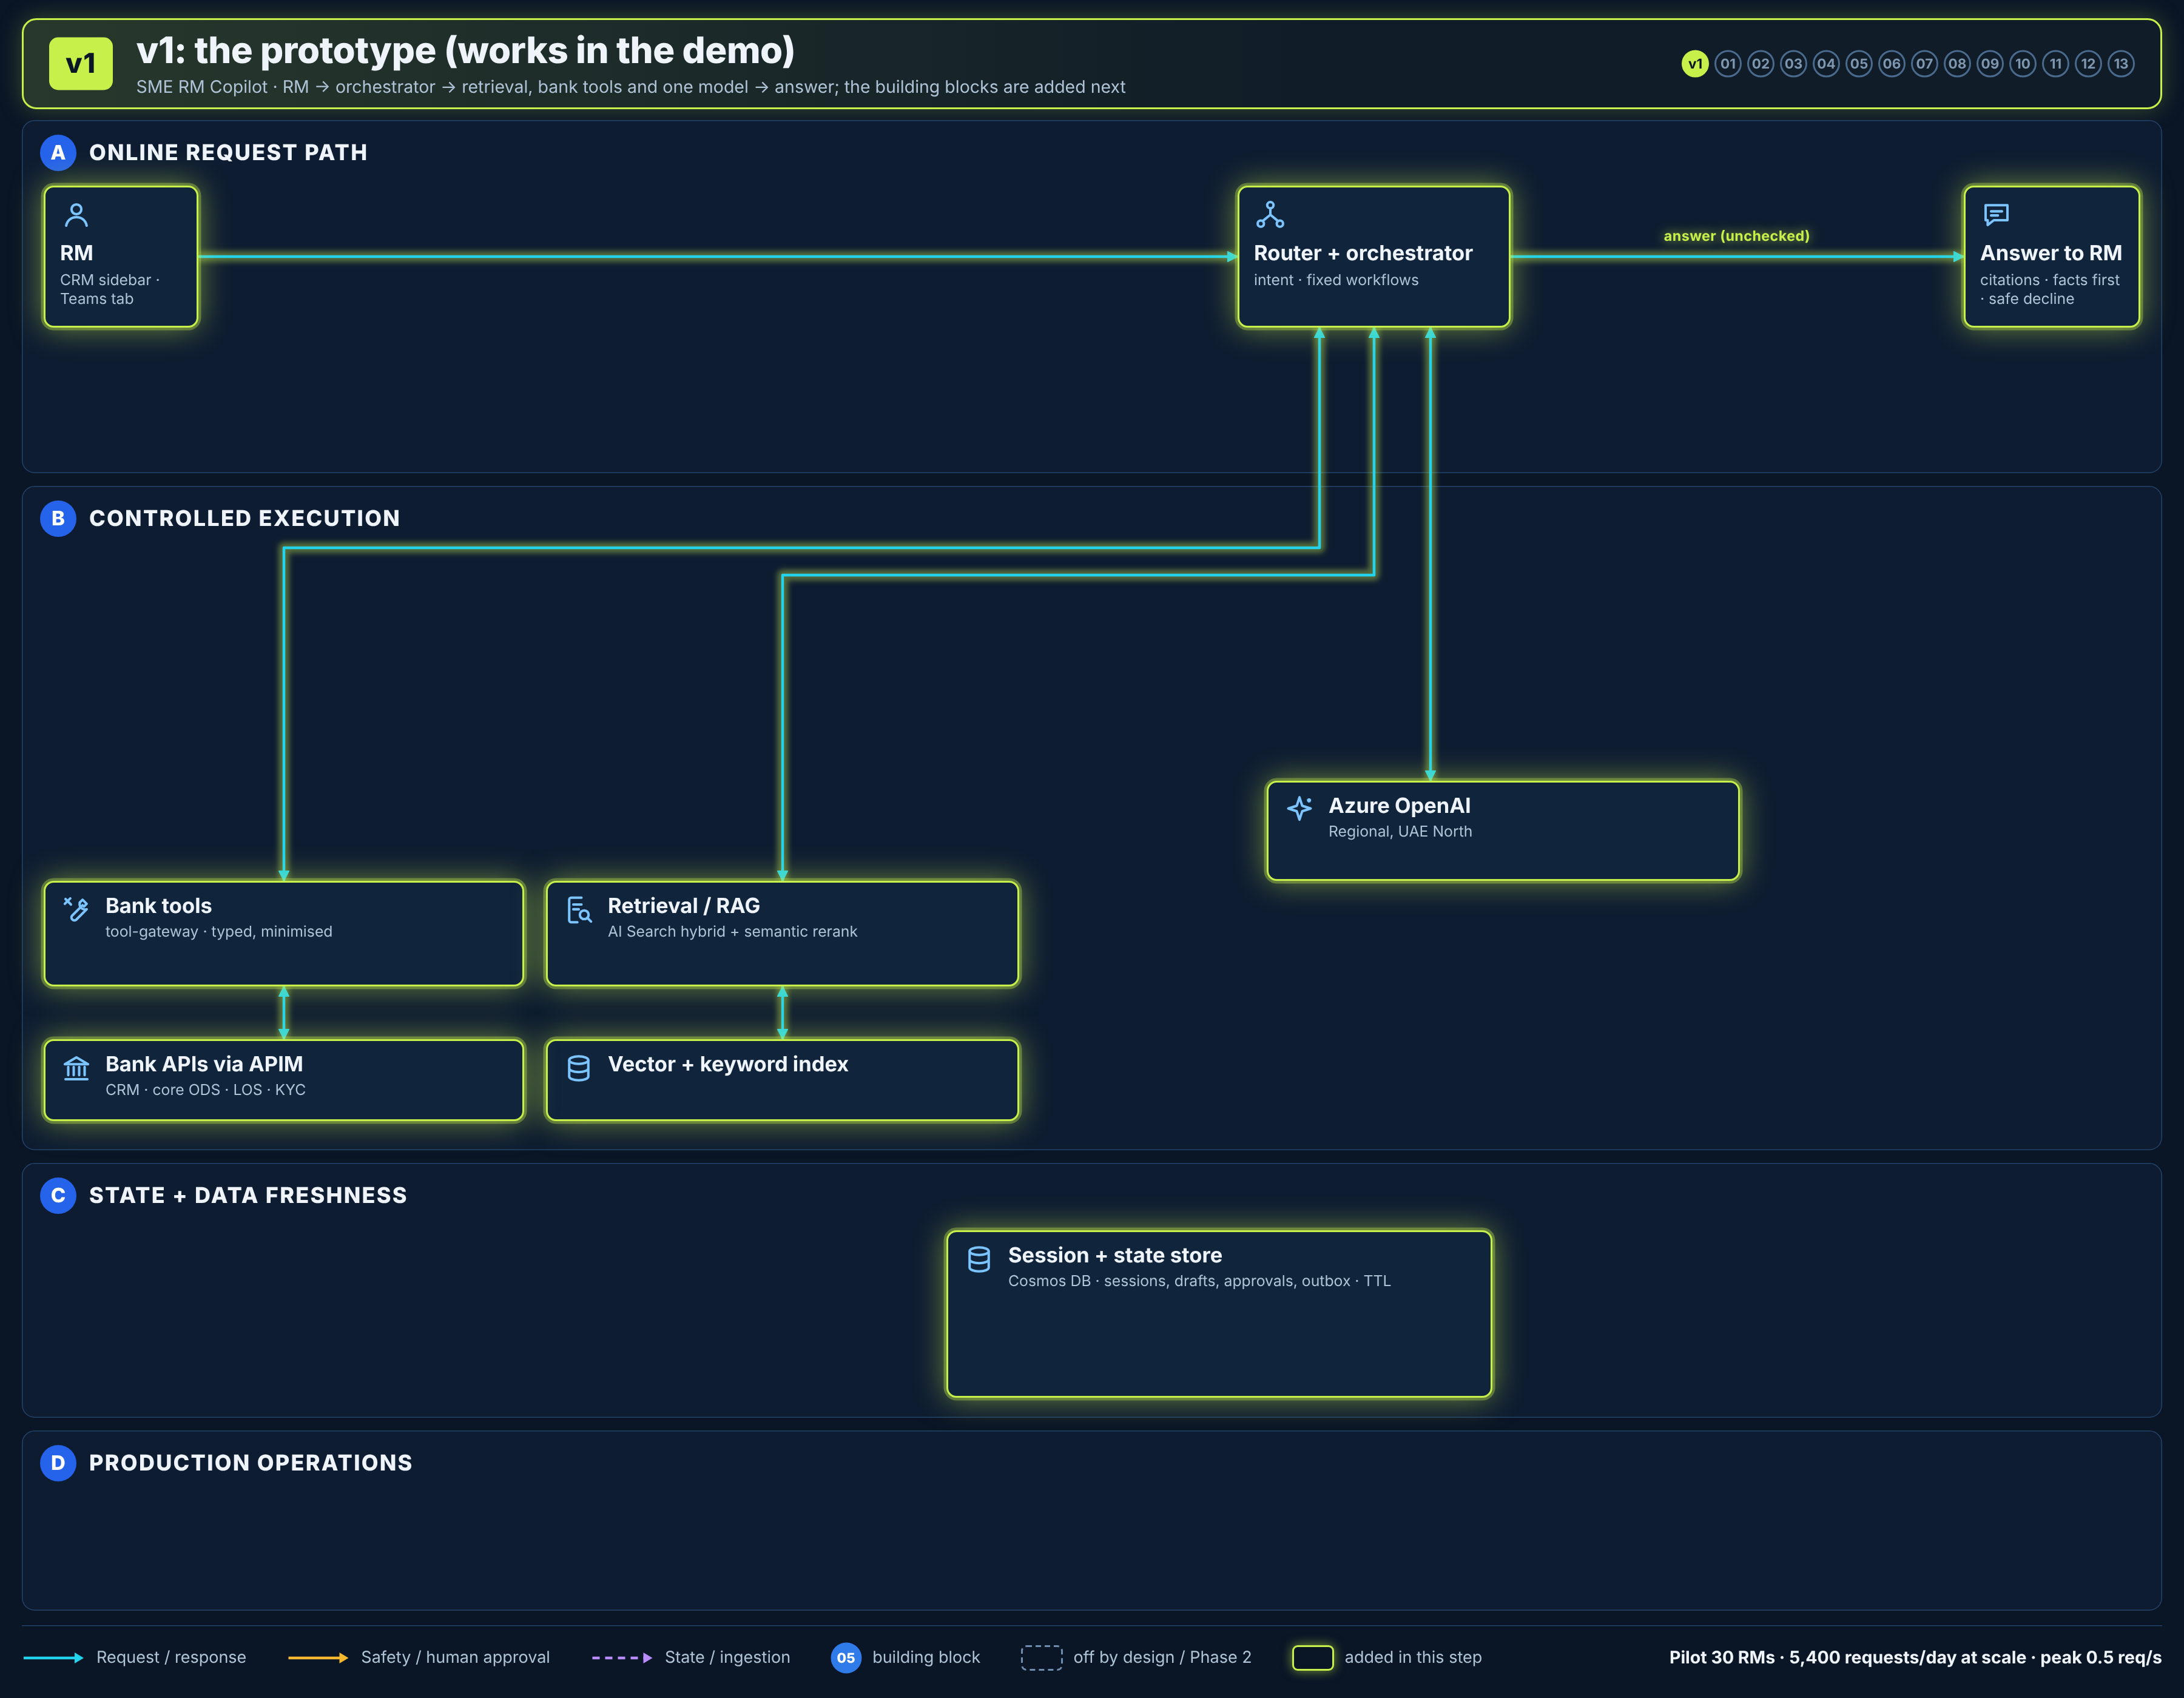 v1
v1: the prototype (works in the demo)
SME RM Copilot · RM → orchestrator → retrieval, bank tools and one model → answer; the building blocks are added next
v1 01 02 03 04 05 06 07 08 09 10 11 12 13
A ONLINE REQUEST PATH
RM
CRM sidebar ·
Teams tab
Router + orchestrator
intent · fixed workflows
answer (unchecked)
Answer to RM
citations · facts first
· safe decline
B CONTROLLED EXECUTION
Azure OpenAI
Regional, UAE North
Bank tools
tool-gateway · typed, minimised
Retrieval / RAG
AI Search hybrid + semantic rerank
Bank APIs via APIM
CRM · core ODS · LOS · KYC
Vector + keyword index
C STATE + DATA FRESHNESS
Session + state store
Cosmos DB · sessions, drafts, approvals, outbox · TTL
D PRODUCTION OPERATIONS
Request / response
Safety / human approval
State / ingestion
05 building block
off by design / Phase 2
added in this step
Pilot 30 RMs · 5,400 requests/day at scale · peak 0.5 req/s